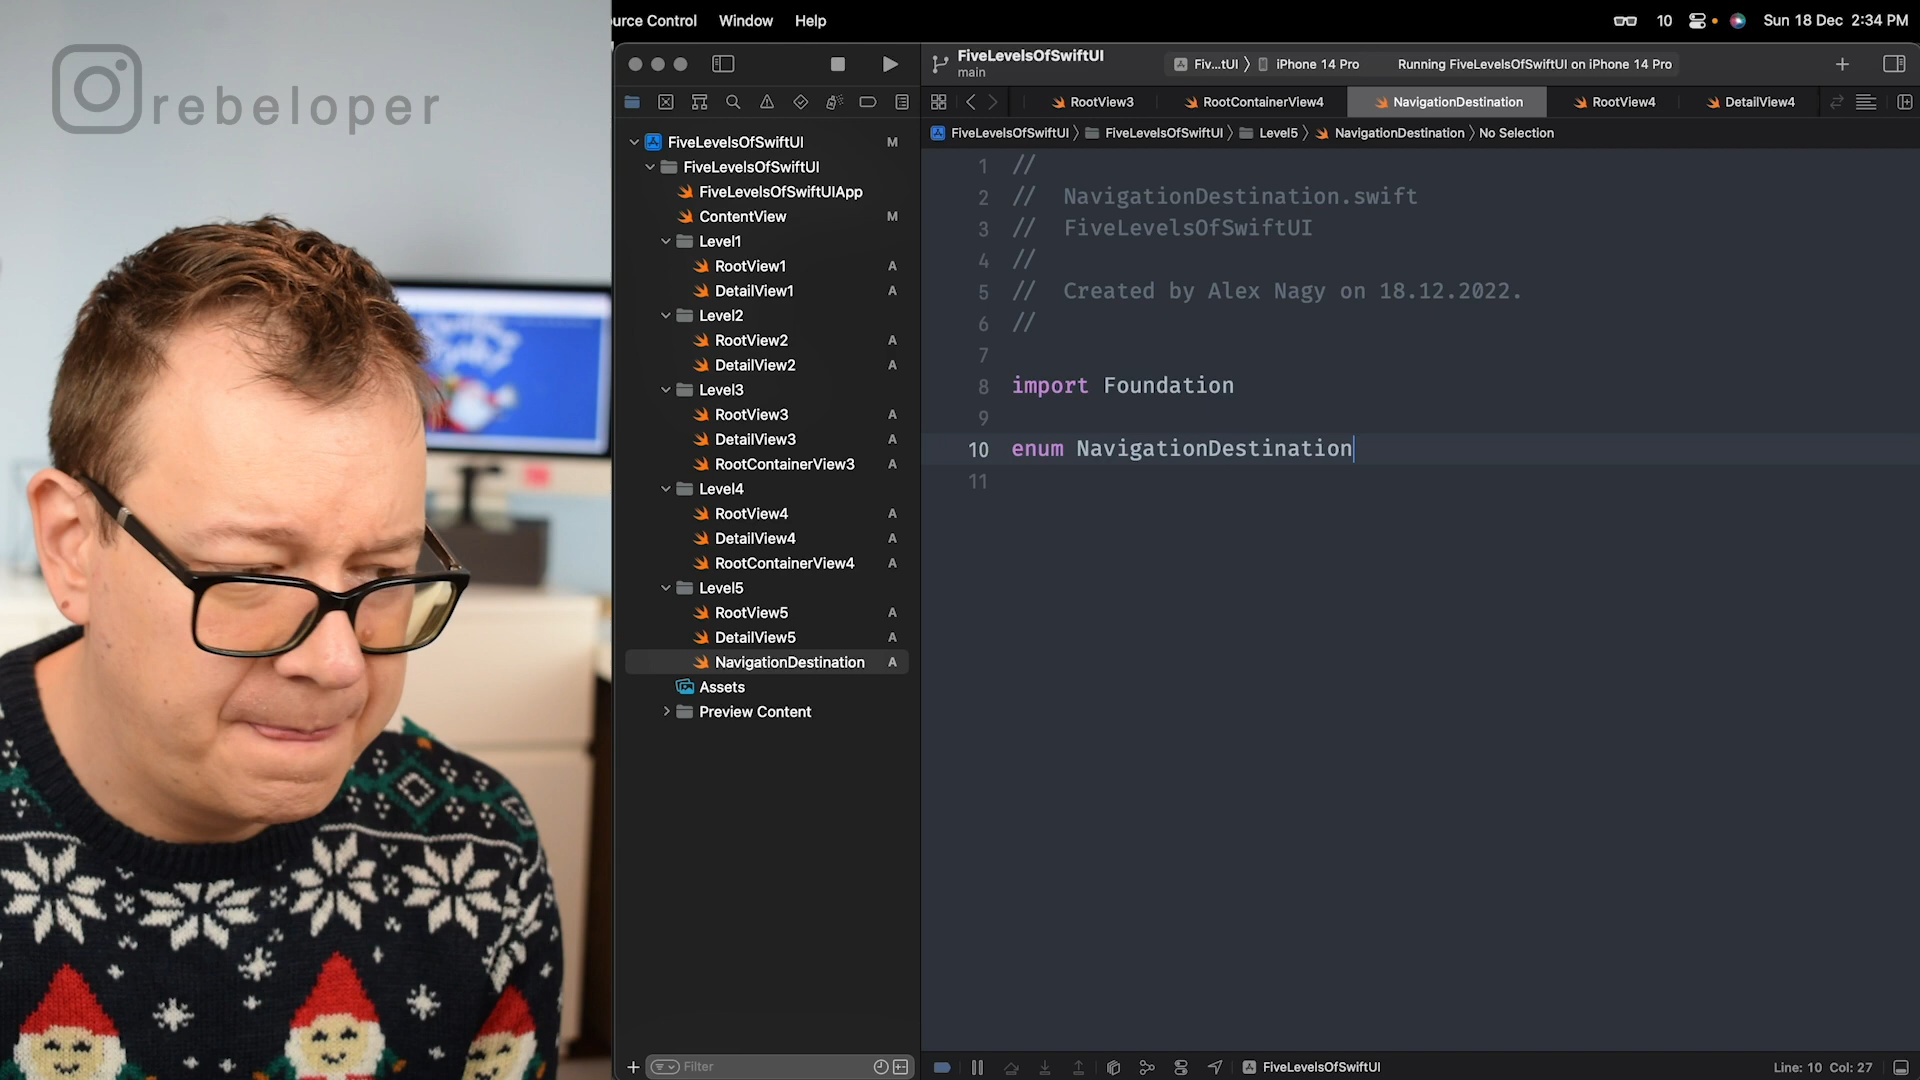 urce Control Window Help
10 Sun 18 Dec 2:34 PM
rebeloper
FiveLevelsOfSwiftUI
main
Fiv...tUI iPhone 14 Pro Running FiveLevelsOfSwiftUI on iPhone 14 Pro
RootView3 RootContainerView4 NavigationDestination RootView4 DetailView4
FiveLevelsOfSwiftUI FiveLevelsOfSwiftUI Level5 NavigationDestination No Selection
FiveLevelsOfSwiftUI M
FiveLevelsOfSwiftUI
FiveLevelsOfSwiftUIApp
ContentView M
Level1
RootView1 A
DetailView1 A
Level2
RootView2 A
DetailView2 A
Level3
RootView3 A
DetailView3 A
RootContainerView3 A
Level4
RootView4 A
DetailView4 A
RootContainerView4 A
Level5
RootView5 A
DetailView5 A
NavigationDestination A
Assets
Preview Content
1 //
2 // NavigationDestination.swift
3 // FiveLevelsOfSwiftUI
4 //
5 // Created by Alex Nagy on 18.12.2022.
6 //
7
8 import Foundation
9
10 enum NavigationDestination
11
Filter
FiveLevelsOfSwiftUI
Line: 10 Col: 27